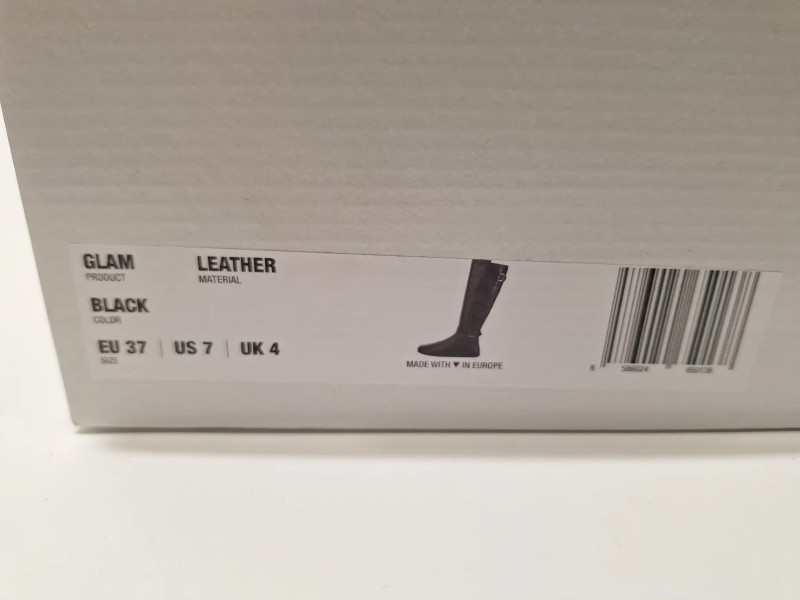 GLAM LEATHER
PRODUCT MATERIAL
BLACK
COLOR
EU 37 | US 7 | UK 4
SIZE
MADE WITH ♥ IN EUROPE